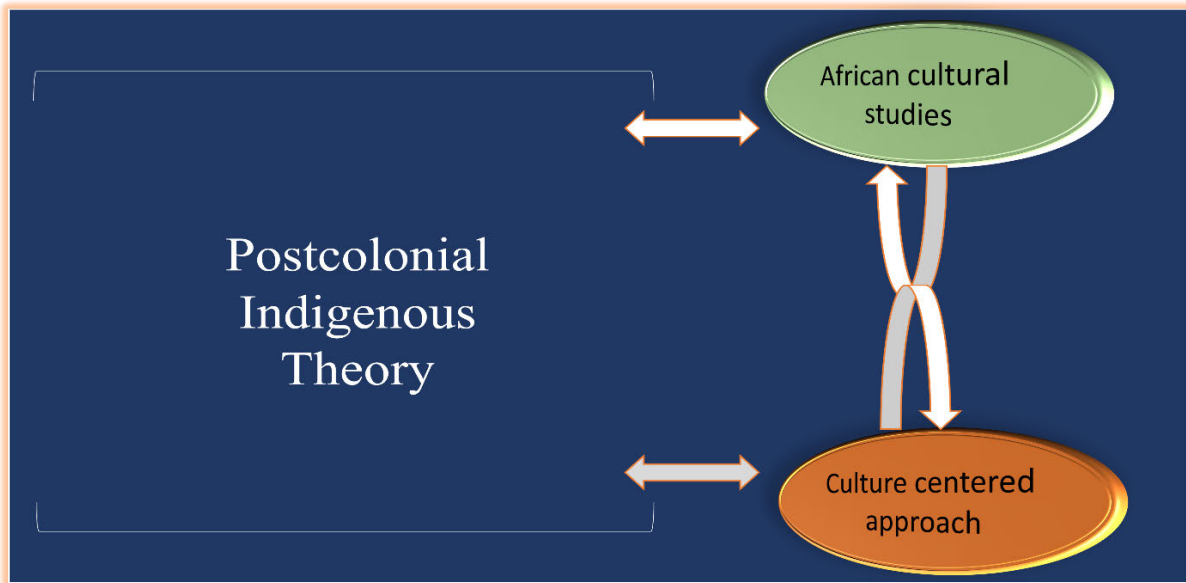 African cultural
studies
Postcolonial
Indigenous
Theory
Culture centered
approach